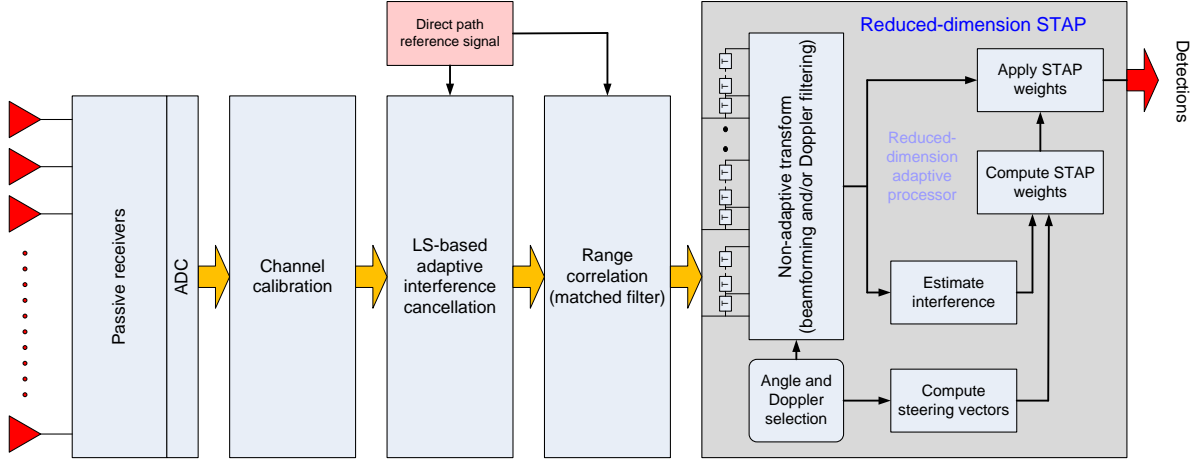 Direct path
reference signal
Reduced-dimension STAP
Passive receivers
ADC
Channel
calibration
LS-based
adaptive
interference
cancellation
Range
correlation
(matched filter)
T
T
T
T
T
T
T
T
T
Non-adaptive transform
(beamforming and/or Doppler filtering)
Apply STAP
weights
Detections
Reduced-
dimension
adaptive
processor
Compute STAP
weights
Estimate
interference
Angle and
Doppler
selection
Compute
steering vectors